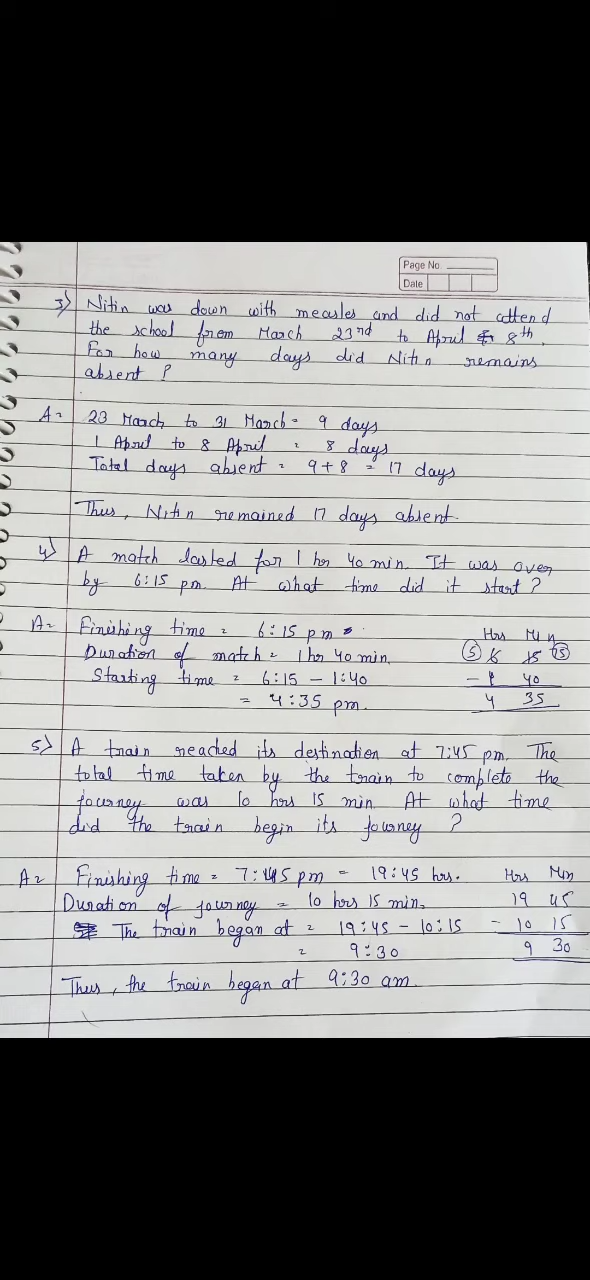 Page No.
Date
3) Nitin was down with measles and did not attend
the school from March 23rd to April 8th.
For how many days did Nitin remains
absent ?
A= 23 March to 31 March = 9 days
1 April to 8 April = 8 days
Total days absent = 9+8 = 17 days
Thus, Nitin remained 17 days absent.
4) A match lasted for 1 hr 40 min. It was over
by 6:15 pm. At what time did it start ?
A= Finishing time = 6:15 pm
Duration of match = 1 hr 40 min.
Starting time = 6:15 - 1:40
= 4:35 pm.
Hrs Min
5 6 15
- 1 40
4 35
5) A train reached its destination at 7:45 pm. The
total time taken by the train to complete the
journey was 10 hrs 15 min. At what time
did the train begin its journey ?
A= Finishing time = 7:45 pm = 19:45 hrs.
Duration of journey = 10 hrs 15 min.
The train began at = 19:45 - 10:15
= 9:30
Hrs Min
19 45
- 10 15
9 30
Thus, the train began at 9:30 am.